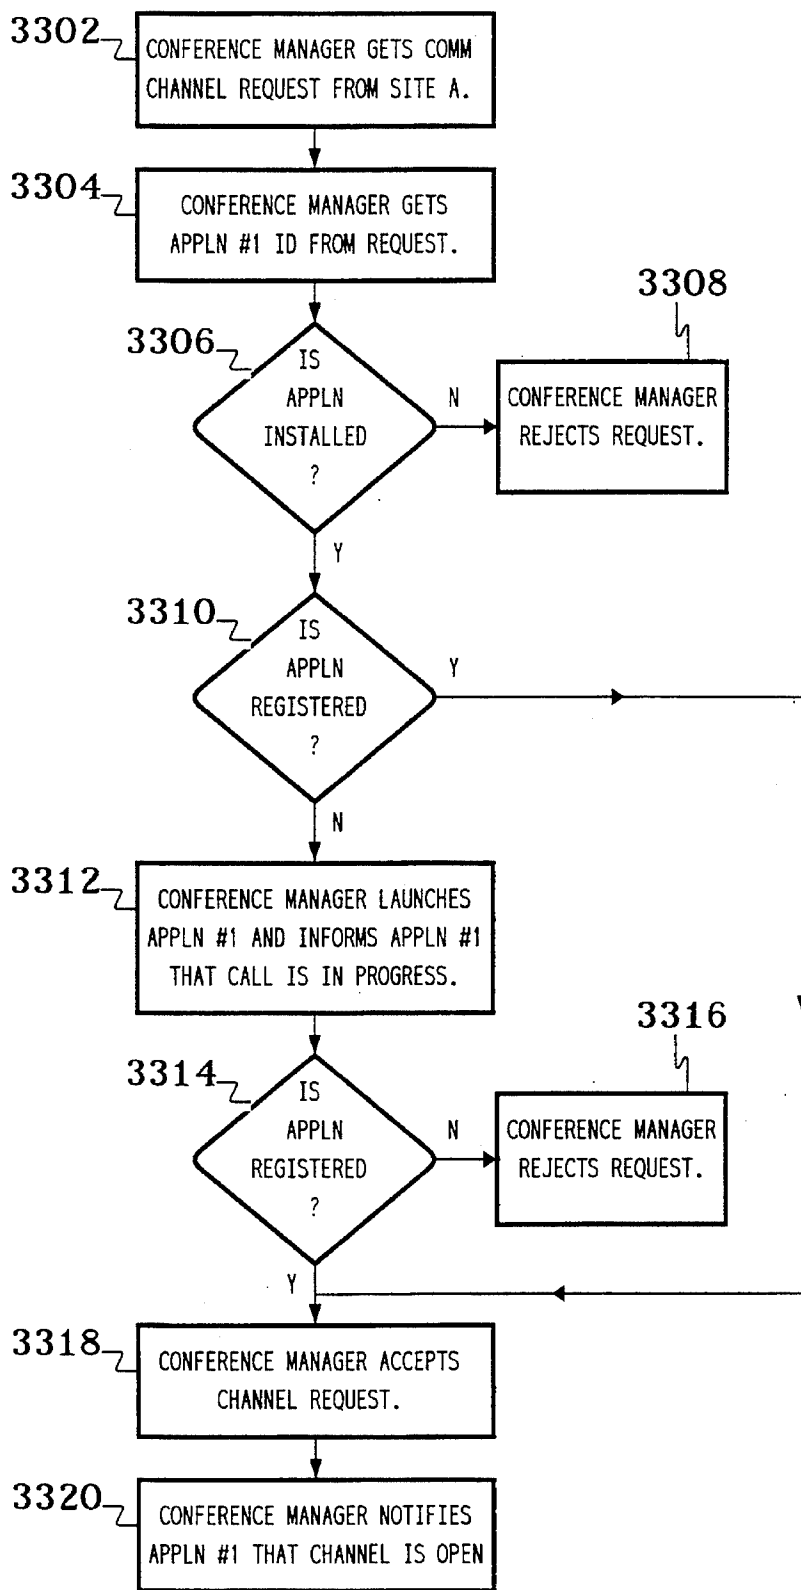 3302
CONFERENCE MANAGER GETS COMM
CHANNEL REQUEST FROM SITE A.
3304
CONFERENCE MANAGER GETS
APPLN #1 ID FROM REQUEST.
3306
IS
APPLN
INSTALLED
?
N
3308
CONFERENCE MANAGER
REJECTS REQUEST.
Y
3310
IS
APPLN
REGISTERED
?
Y
N
3312
CONFERENCE MANAGER LAUNCHES
APPLN #1 AND INFORMS APPLN #1
THAT CALL IS IN PROGRESS.
3314
IS
APPLN
REGISTERED
?
N
3316
CONFERENCE MANAGER
REJECTS REQUEST.
Y
3318
CONFERENCE MANAGER ACCEPTS
CHANNEL REQUEST.
3320
CONFERENCE MANAGER NOTIFIES
APPLN #1 THAT CHANNEL IS OPEN